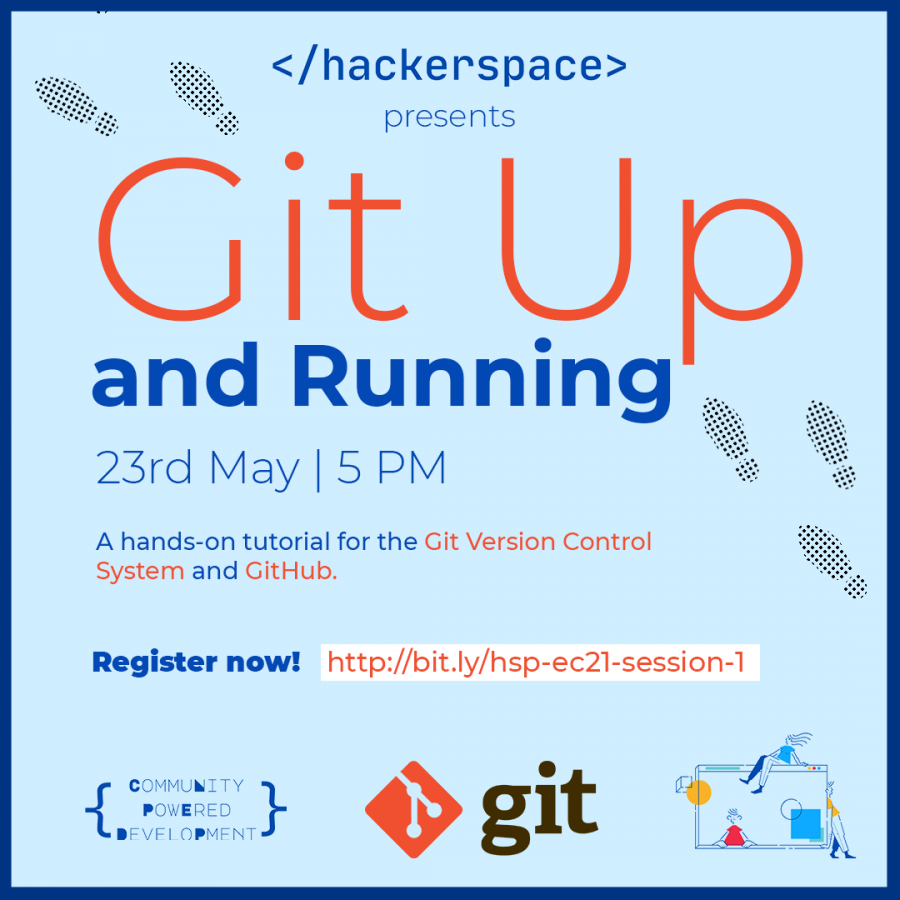 </hackerspace>
presents
Git Up
and Running
23rd May | 5 PM
A hands-on tutorial for the Git Version Control
System and GitHub.
Register now! http://bit.ly/hsp-ec21-session-1
{ COMMUNITY
POWERED
DEVELOPMENT }
git